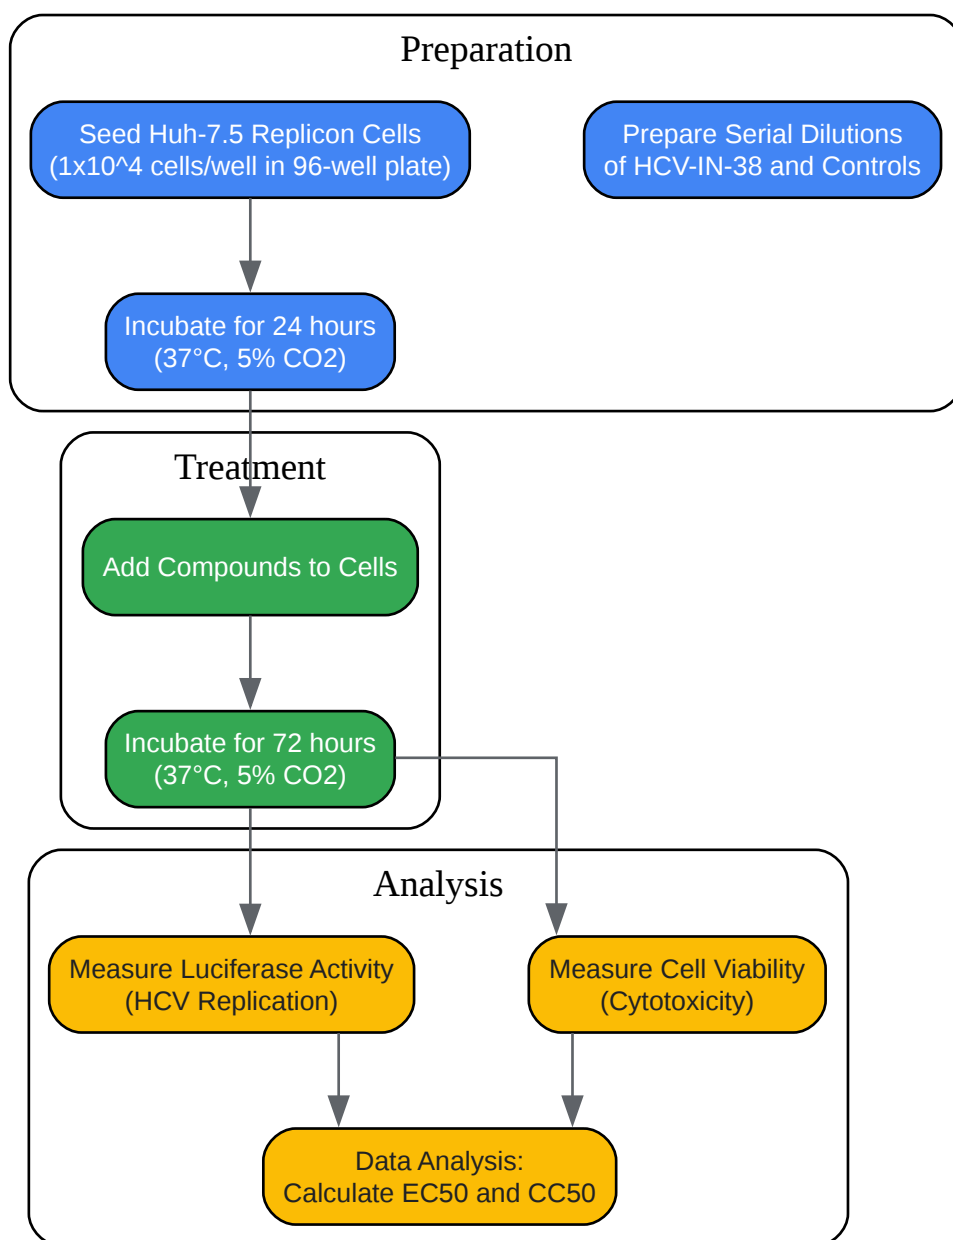 Preparation
Seed Huh-7.5 Replicon Cells
(1x10^4 cells/well in 96-well plate)
Prepare Serial Dilutions
of HCV-IN-38 and Controls
Incubate for 24 hours
(37°C, 5% CO2)
Treatment
Add Compounds to Cells
Incubate for 72 hours
(37°C, 5% CO2)
Analysis
Measure Luciferase Activity
(HCV Replication)
Measure Cell Viability
(Cytotoxicity)
Data Analysis:
Calculate EC50 and CC50